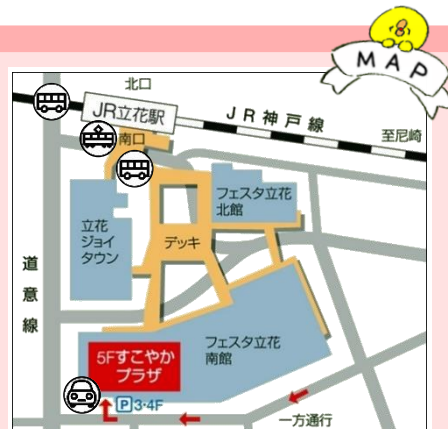 MAP
北口
JR立花駅
JR神戸線
南口
至尼崎
フェスタ立花
北館
立花
ジョイ
タウン
デッキ
道意線
フェスタ立花
南館
5Fすこやか
プラザ
P3・4F
一方通行